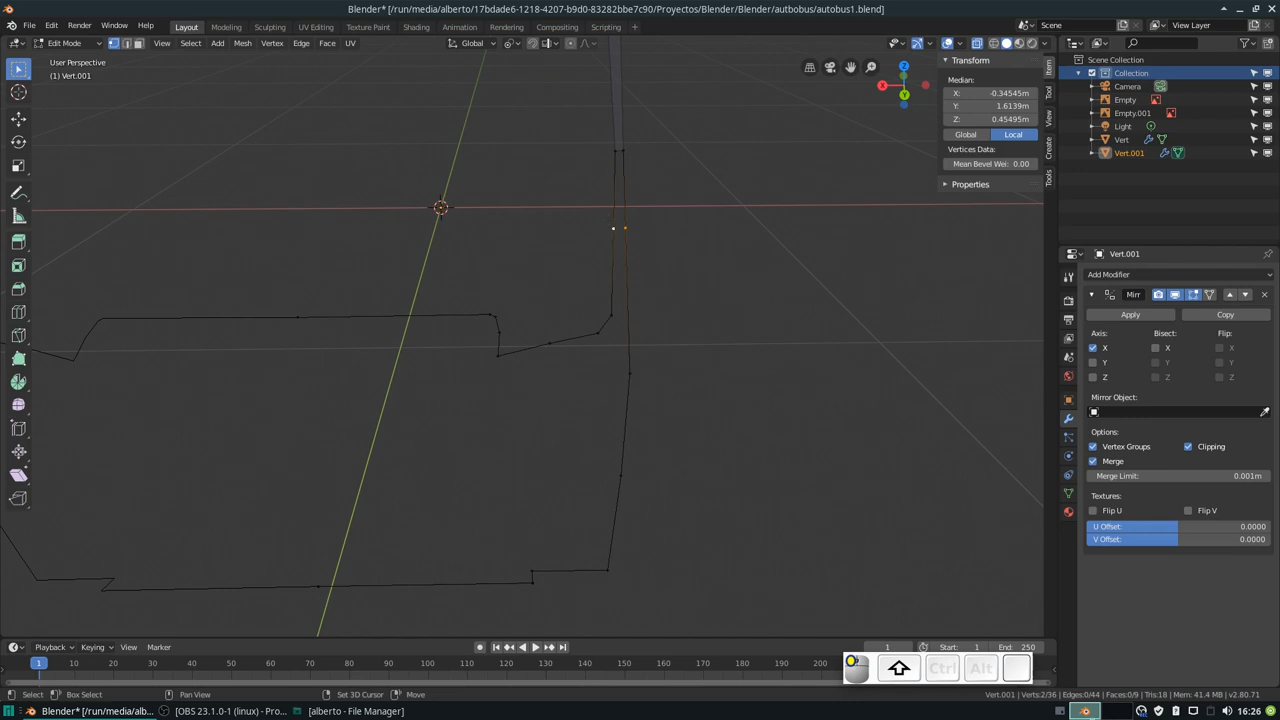 Blender* [/run/media/alberto/17bdade6-1218-4207-b9d0-83282bbe7c90/Proyectos/Blender/Blender/autbobus/autobus1.blend]
File Edit Render Window Help Layout Modeling Sculpting UV Editing Texture Paint Shading Animation Rendering Compositing Scripting Scene View Layer
Edit Mode View Select Add Mesh Vertex Edge Face UV Global
User Perspective
(1) Vert.001
Transform
Median:
X: -0.34545m
Y: 1.6139m
Z: 0.45495m
Global Local
Vertices Data:
Mean Bevel Wei: 0.00
Properties
Item
Tool
View
Create
Tools
X
Y
Z
Scene Collection
Collection
Camera
Empty
Empty.001
Light
Vert
Vert.001
Vert.001
Add Modifier
Mirr
Apply Copy
Axis: Bisect: Flip:
X X X
Y Y Y
Z Z Z
Mirror Object:
Options:
Vertex Groups Clipping
Merge
Merge Limit: 0.001m
Textures:
Flip U Flip V
U Offset: 0.0000
V Offset: 0.0000
Playback Keying View Marker 1 Start: 1 End: 250
1 10 20 30 40 50 60 70 80 90 100 110 120 130 140 150 160 170 180 190 200
Ctrl Alt
Select Box Select Pan View Set 3D Cursor Move Vert.001 | Verts:2/36 | Edges:0/44 | Faces:0/9 | Tris:18 | Mem: 41.4 MB | v2.80.71
Blender* [/run/media/alb... [OBS 23.1.0-1 (linux) - Pro... [alberto - File Manager] 16:26